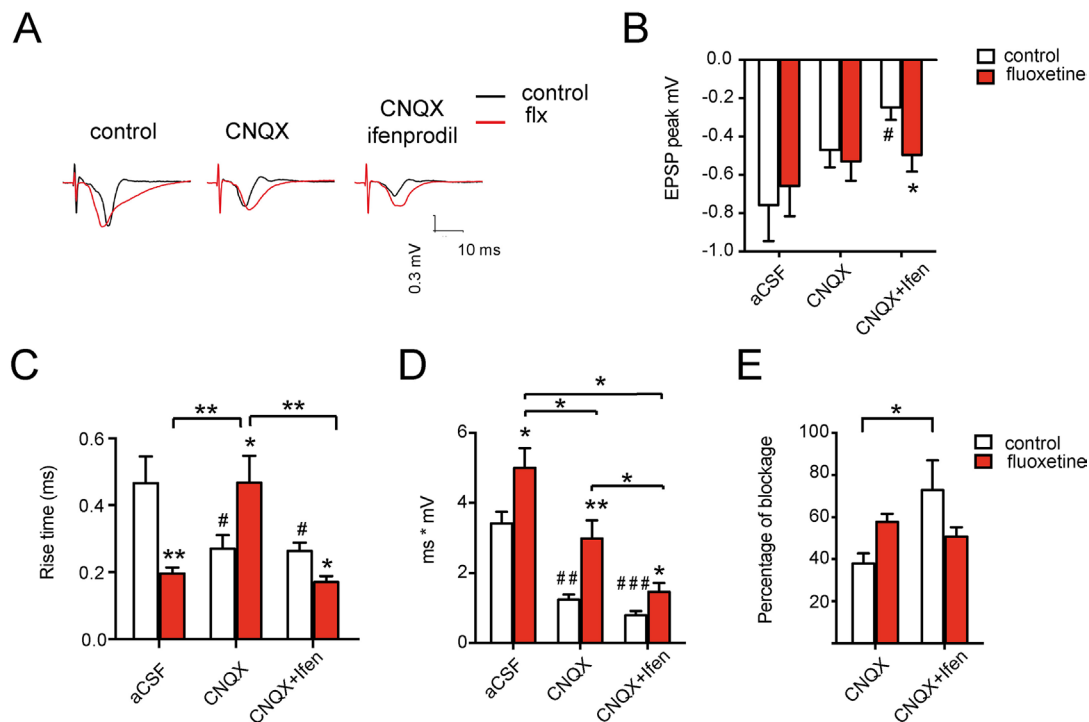 A
control
CNQX
CNQX
ifenprodil
control
flx
0.3 mV
10 ms
B
control
fluoxetine
EPSP peak mV
0.0
-0.2
-0.4
-0.6
-0.8
-1.0
#
*
aCSF
CNQX
CNQX+Ifen
C
Rise time (ms)
0.6
0.4
0.2
0.0
**
**
**
#
*
#
*
aCSF
CNQX
CNQX+Ifen
D
ms * mV
6
4
2
0
*
*
*
*
##
**
###
*
aCSF
CNQX
CNQX+Ifen
E
control
fluoxetine
Percentage of blockage
100
80
60
40
20
*
CNQX
CNQX+Ifen